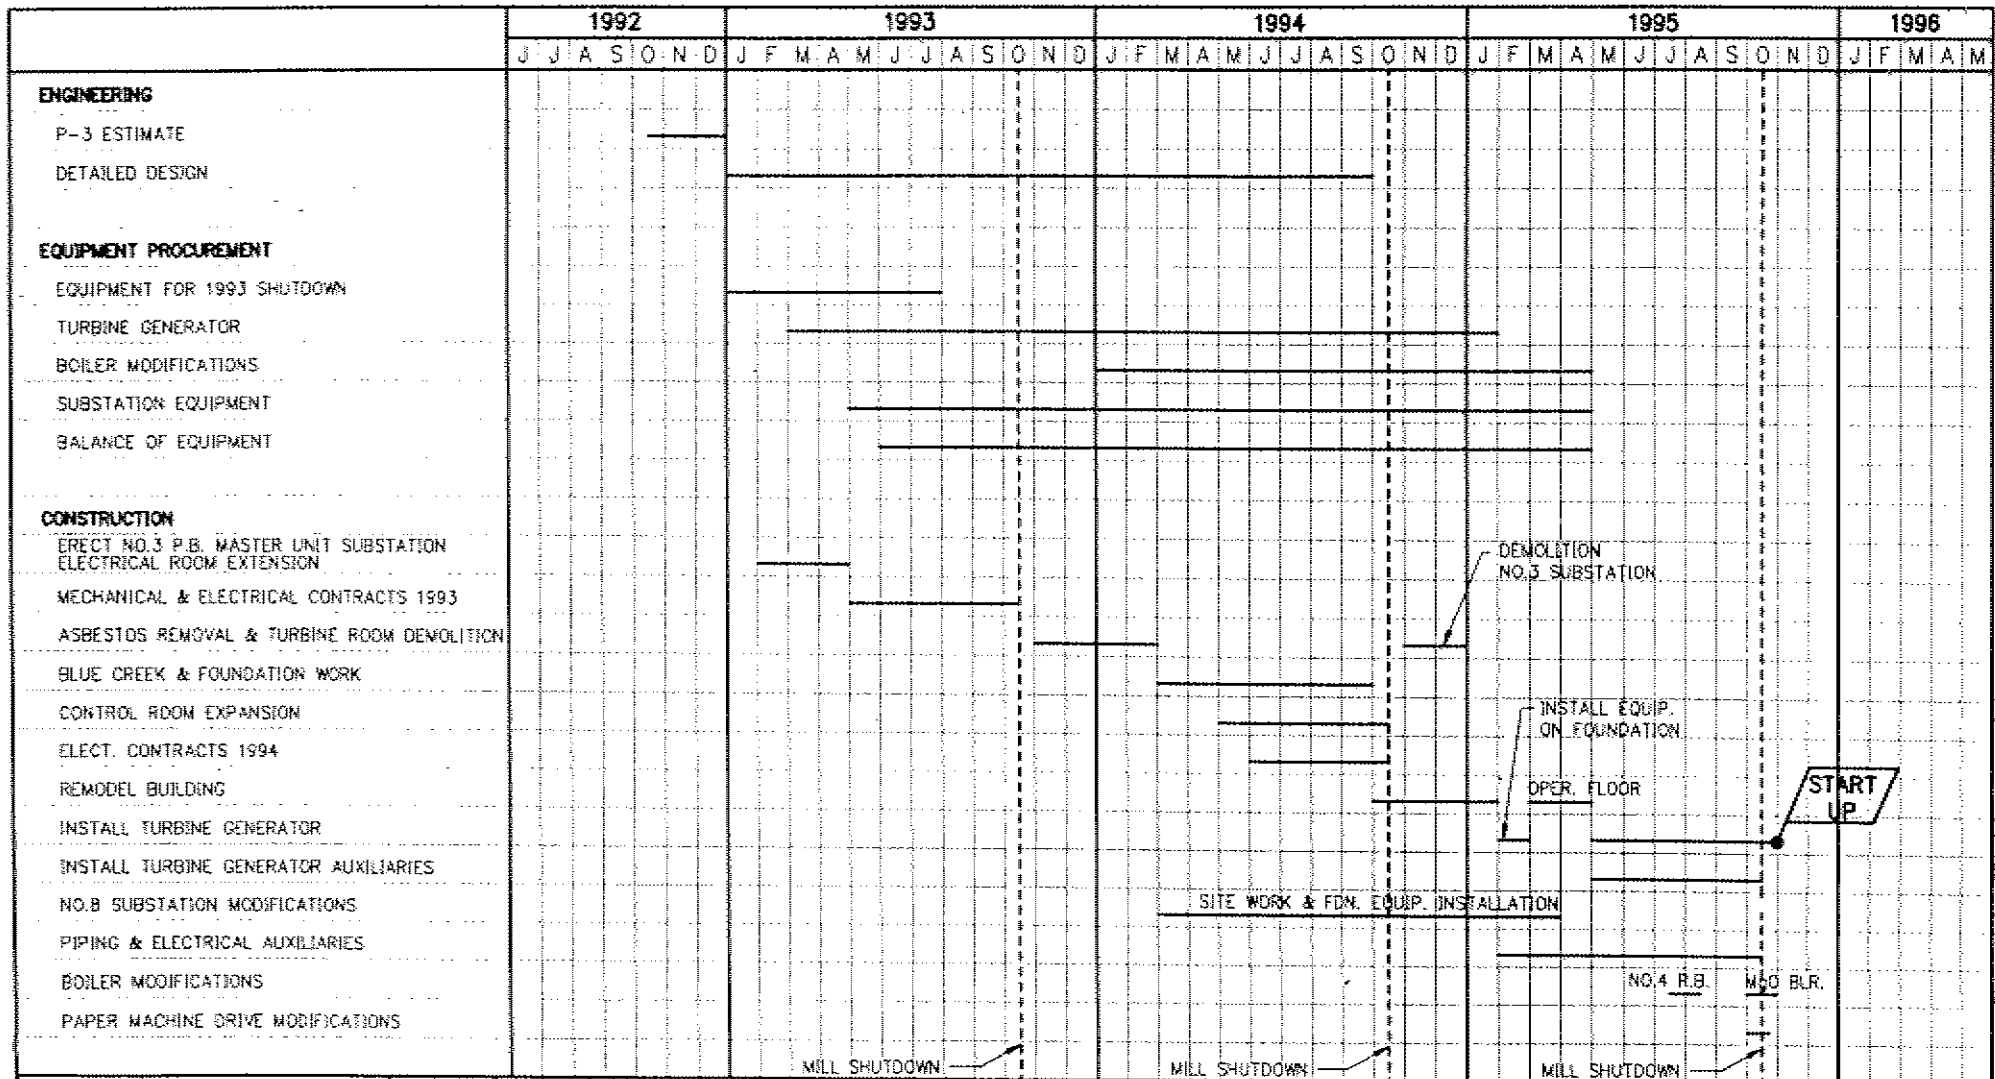 1992 1993 1994 1995 1996
J J A S O N D J F M A M J J A S O N D J F M A M J J A S O N D J F M A M J J A S O N D J F M A M
ENGINEERING
P-3 ESTIMATE
DETAILED DESIGN
EQUIPMENT PROCUREMENT
EQUIPMENT FOR 1993 SHUTDOWN
TURBINE GENERATOR
BOILER MODIFICATIONS
SUBSTATION EQUIPMENT
BALANCE OF EQUIPMENT
CONSTRUCTION
ERECT NO.3 P.B. MASTER UNIT SUBSTATION
ELECTRICAL ROOM EXTENSION
DEMOLITION
NO.3 SUBSTATION
MECHANICAL & ELECTRICAL CONTRACTS 1993
ASBESTOS REMOVAL & TURBINE ROOM DEMOLITION
BLUE CREEK & FOUNDATION WORK
CONTROL ROOM EXPANSION
INSTALL EQUIP.
ON FOUNDATION
ELECT. CONTRACTS 1994
REMODEL BUILDING
OPER. FLOOR
START
UP
INSTALL TURBINE GENERATOR
INSTALL TURBINE GENERATOR AUXILIARIES
NO.8 SUBSTATION MODIFICATIONS
SITE WORK & FDN. EQUIP. INSTALLATION
PIPING & ELECTRICAL AUXILIARIES
BOILER MODIFICATIONS
NO.4 R.B. BLR.
PAPER MACHINE DRIVE MODIFICATIONS
MILL SHUTDOWN MILL SHUTDOWN MILL SHUTDOWN